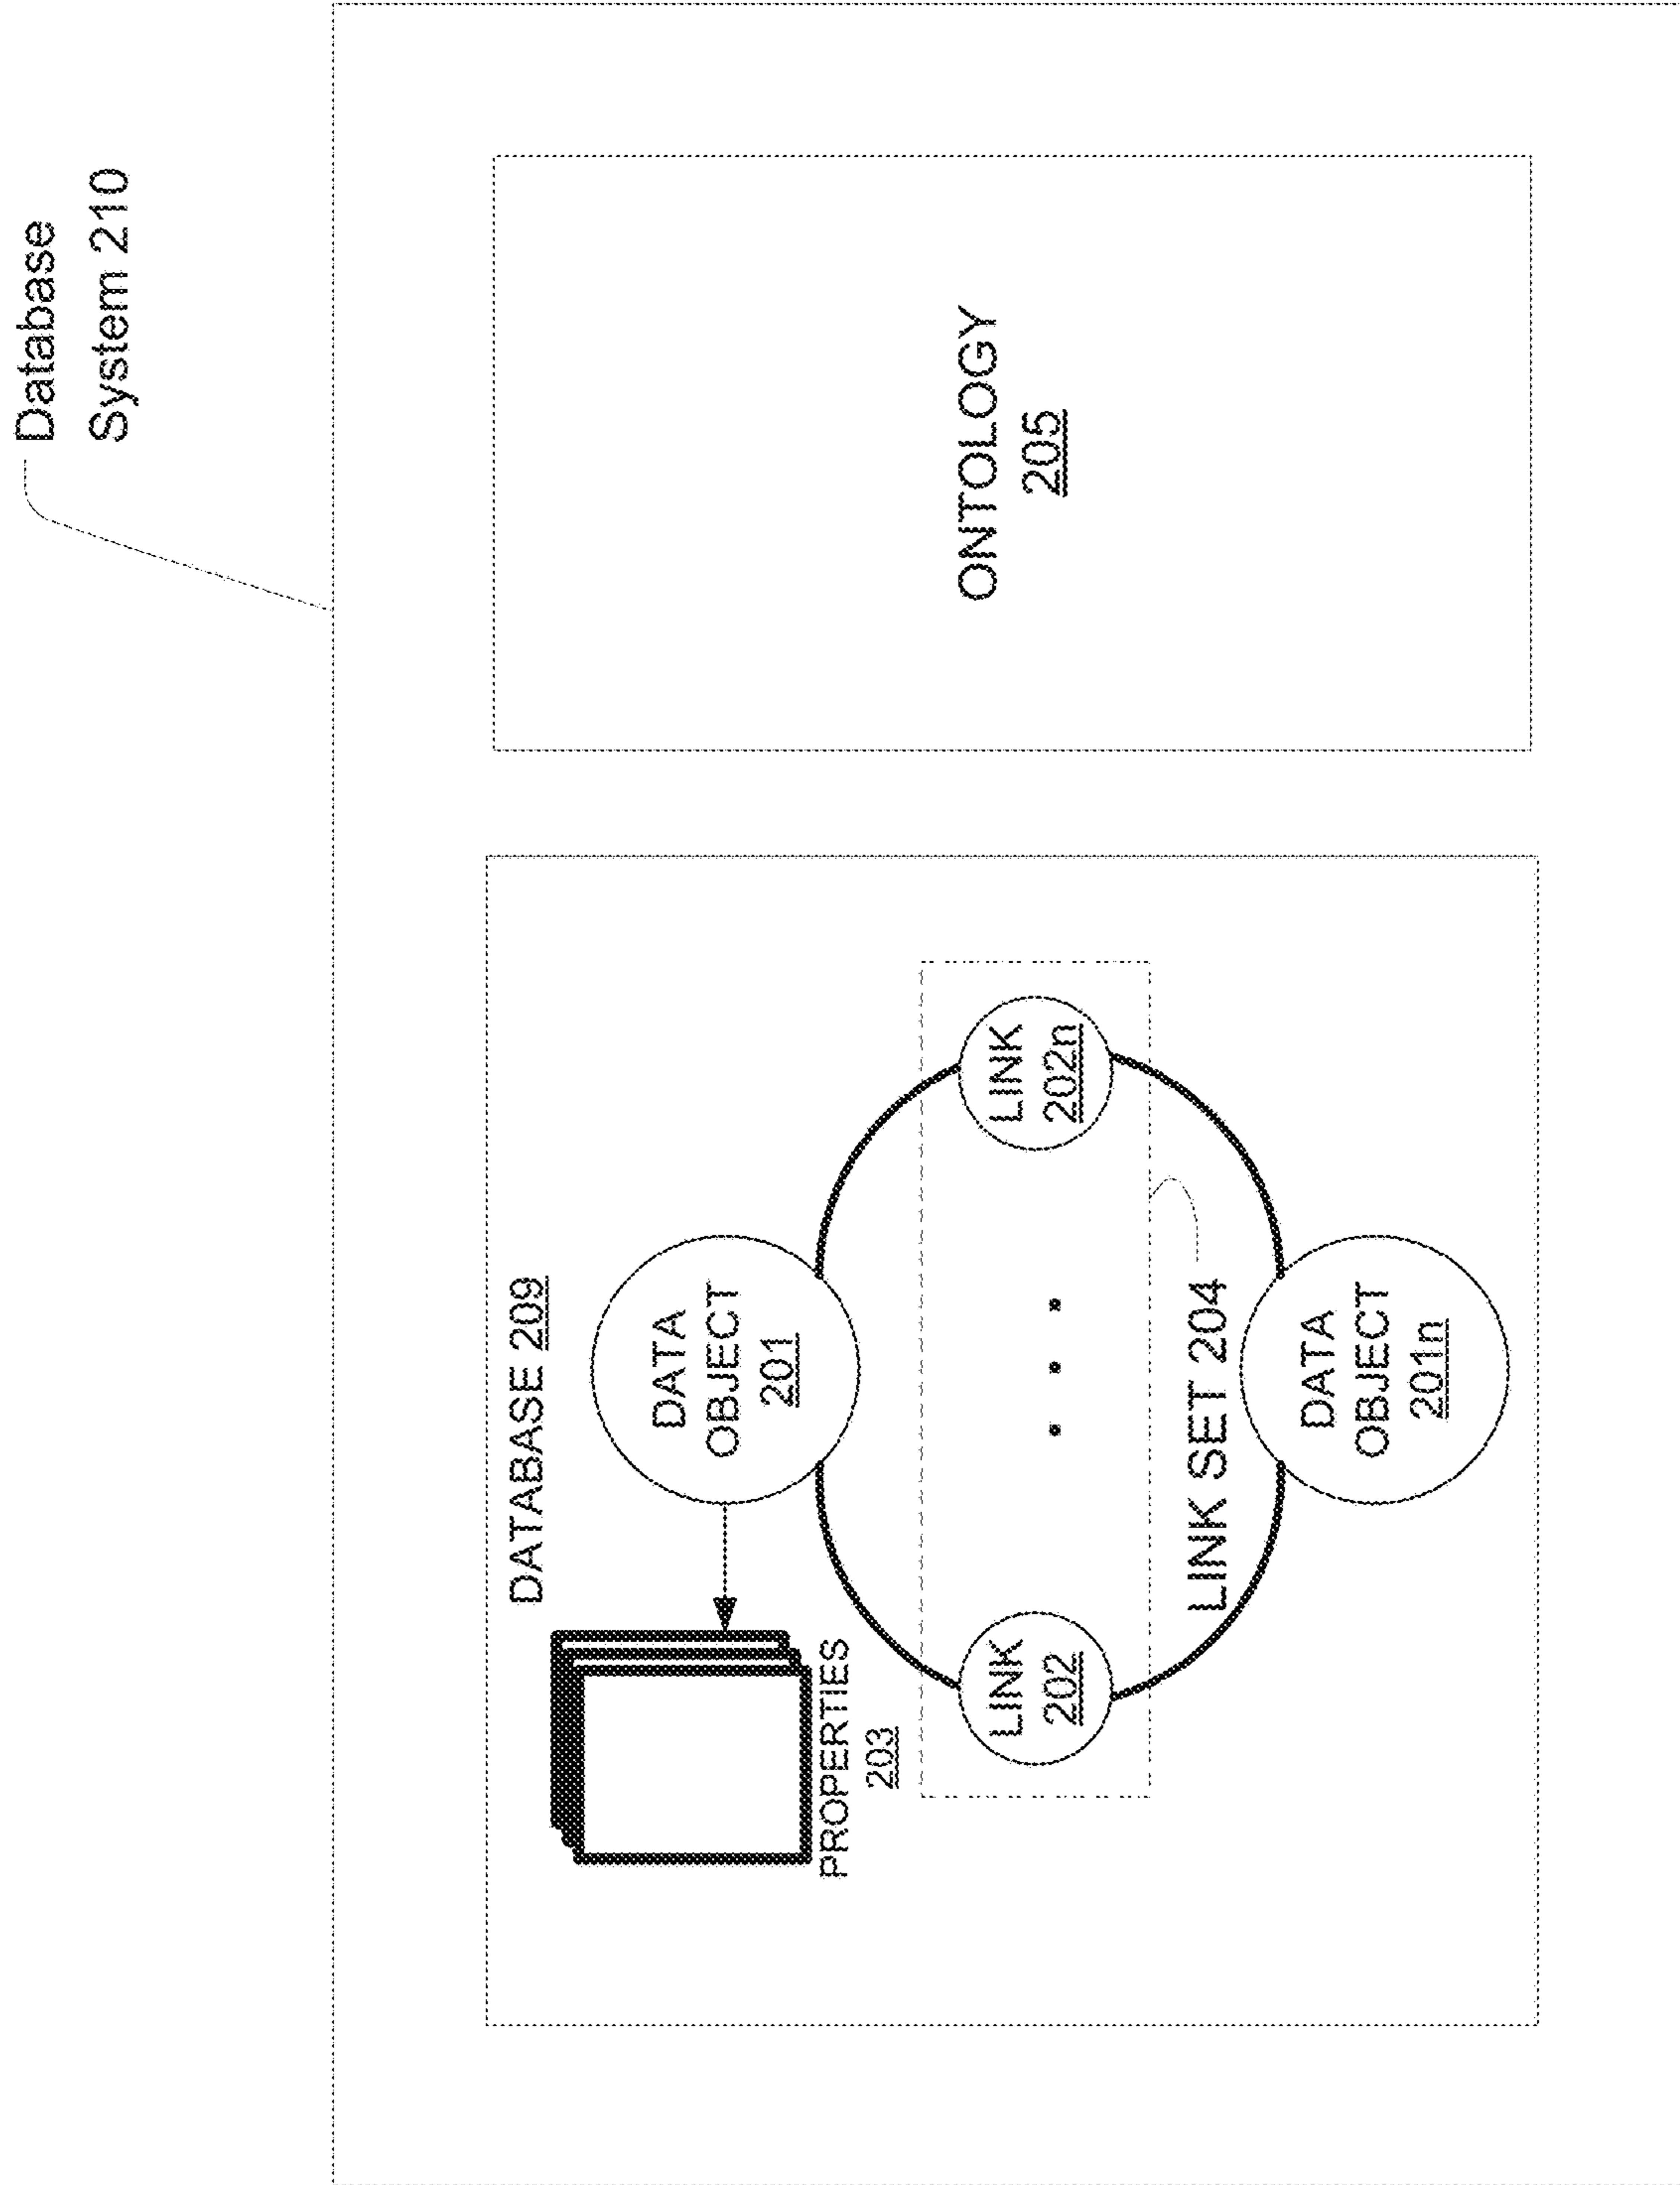 Database
System 210
DATABASE 209
DATA
OBJECT
201
PROPERTIES
203
LINK
202
LINK
202n
LINK SET 204
DATA
OBJECT
201n
ONTOLOGY
205